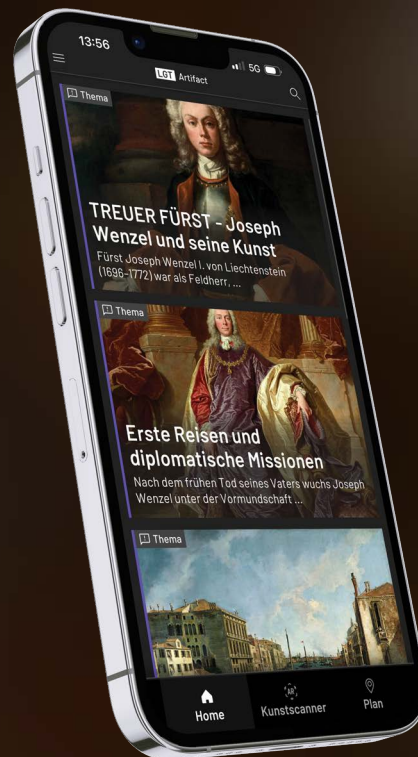 13:56
5G
LGT Artifact
Thema
TREUER FÜRST - Joseph
Wenzel und seine Kunst
Fürst Joseph Wenzel I. von Liechtenstein
(1696-1772) war als Feldherr, ...
Thema
Erste Reisen und
diplomatische Missionen
Nach dem frühen Tod seines Vaters wuchs Joseph
Wenzel unter der Vormundschaft ...
Thema
AR
Home Kunstscanner Plan